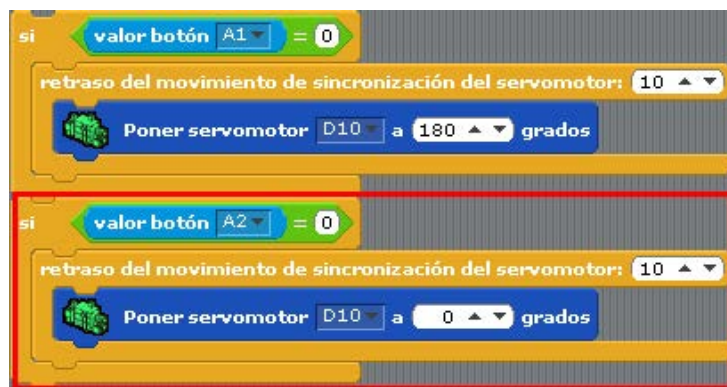 si valor botón A1 = 0
retraso del movimiento de sincronización del servomotor: 10
Poner servomotor D10 a 180 grados
si valor botón A2 = 0
retraso del movimiento de sincronización del servomotor: 10
Poner servomotor D10 a 0 grados